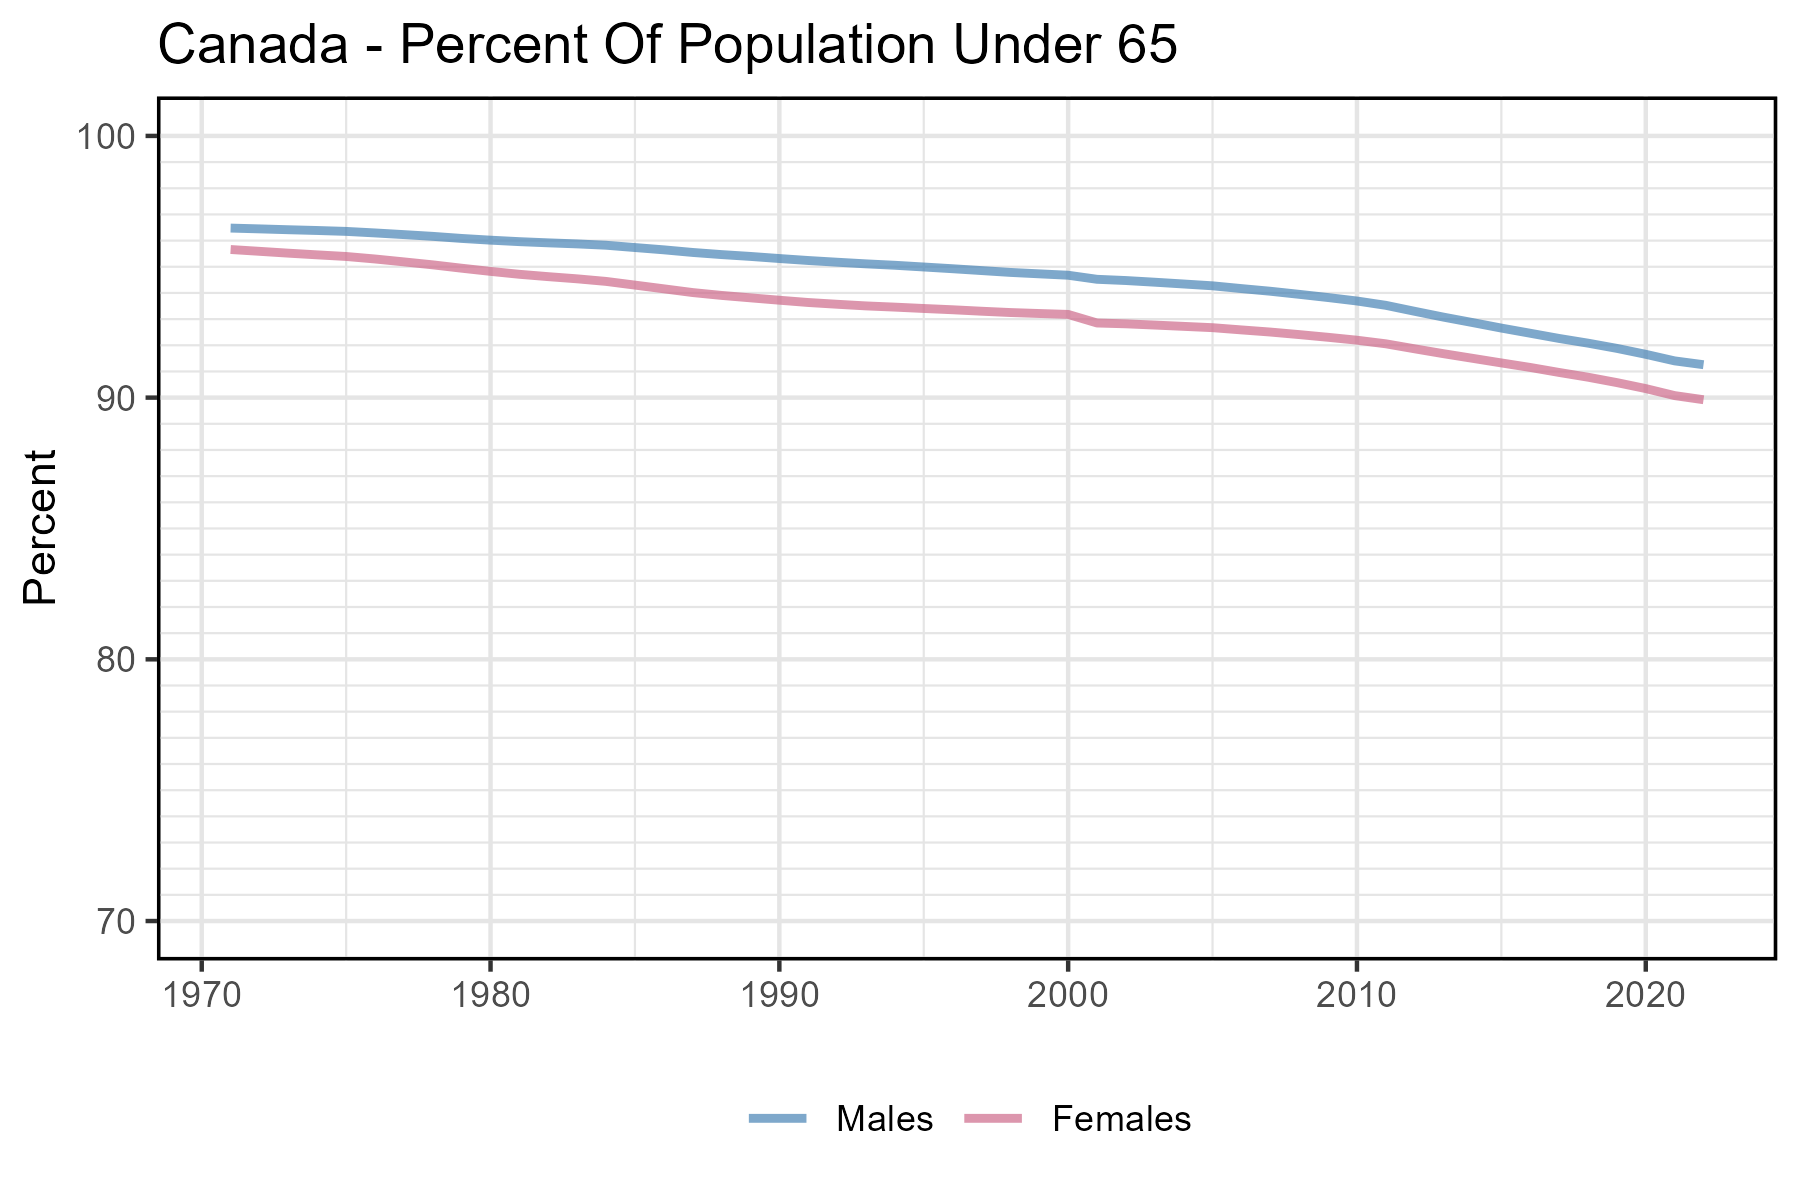 Canada - Percent Of Population Under 65
Percent
100
90
80
70
1970 1980 1990 2000 2010 2020
Males Females